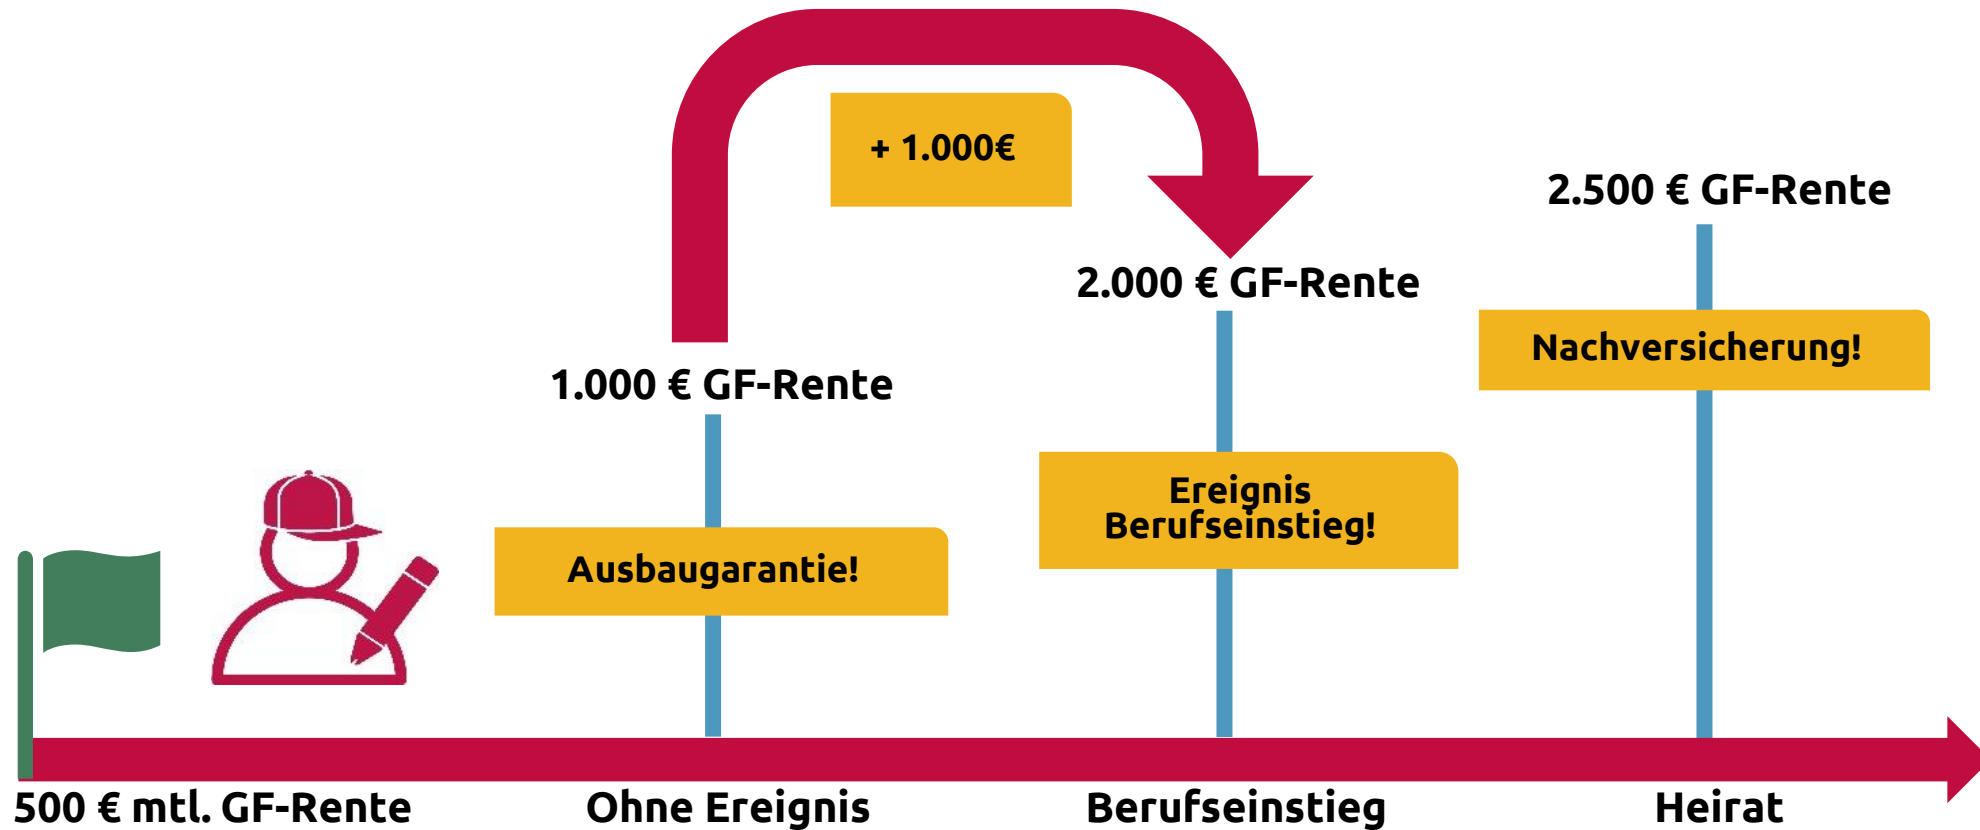 + 1.000€
2.500 € GF-Rente
2.000 € GF-Rente
Nachversicherung!
1.000 € GF-Rente
Ereignis
Berufseinstieg!
Ausbaugarantie!
500 € mtl. GF-Rente
Ohne Ereignis
Berufseinstieg
Heirat